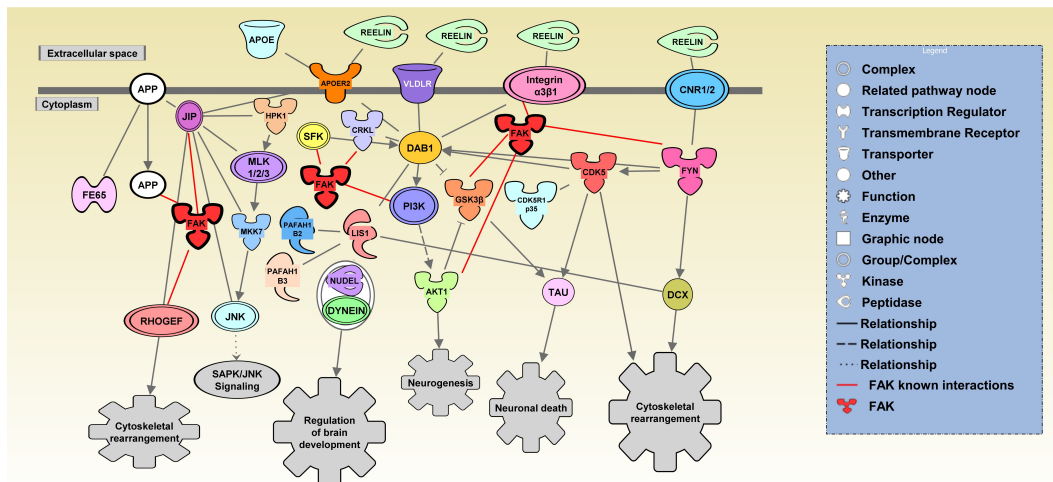 REELIN
REELIN
REELIN
REELIN
APOE
Extracellular space
APOER2
VLDLR
Integrin
α3β1
CNR1/2
APP
Cytoplasm
JIP
HPK1
CRKL
SFK
FAK
DAB1
MLK
1/2/3
FAK
CDK5
FYN
APP
FE65
FAK
PI3K
GSK3β
CDK5R1
p35
MKK7
PAFAH1
B2
LIS1
PAFAH1
B3
NUDEL
DYNEIN
AKT1
TAU
DCX
RHOGEF
JNK
SAPK/JNK
Signaling
Neurogenesis
Neuronal death
Cytoskeletal
rearrangement
Cytoskeletal
rearrangement
Regulation
of brain
development
Legend
Complex
Related pathway node
Transcription Regulator
Transmembrane Receptor
Transporter
Other
Function
Enzyme
Graphic node
Group/Complex
Kinase
Peptidase
Relationship
Relationship
Relationship
FAK known interactions
FAK